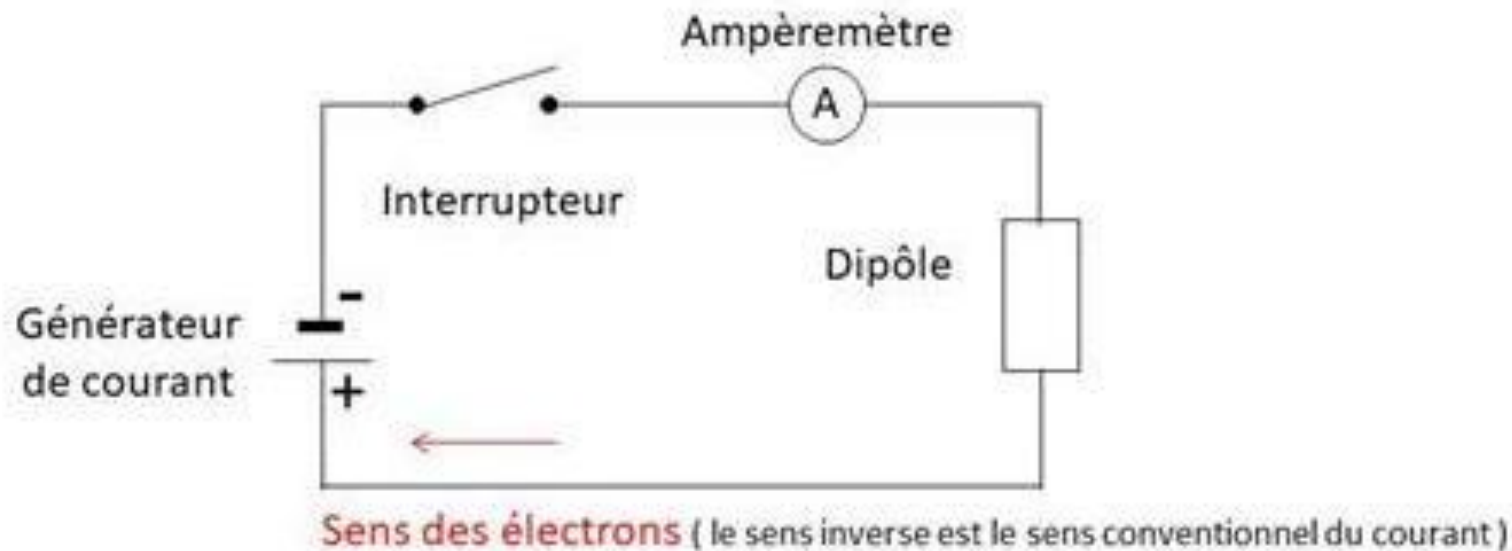 Ampèremètre
A
Interrupteur
Dipôle
-
Générateur
de courant
+
Sens des électrons ( le sens inverse est le sens conventionnel du courant )